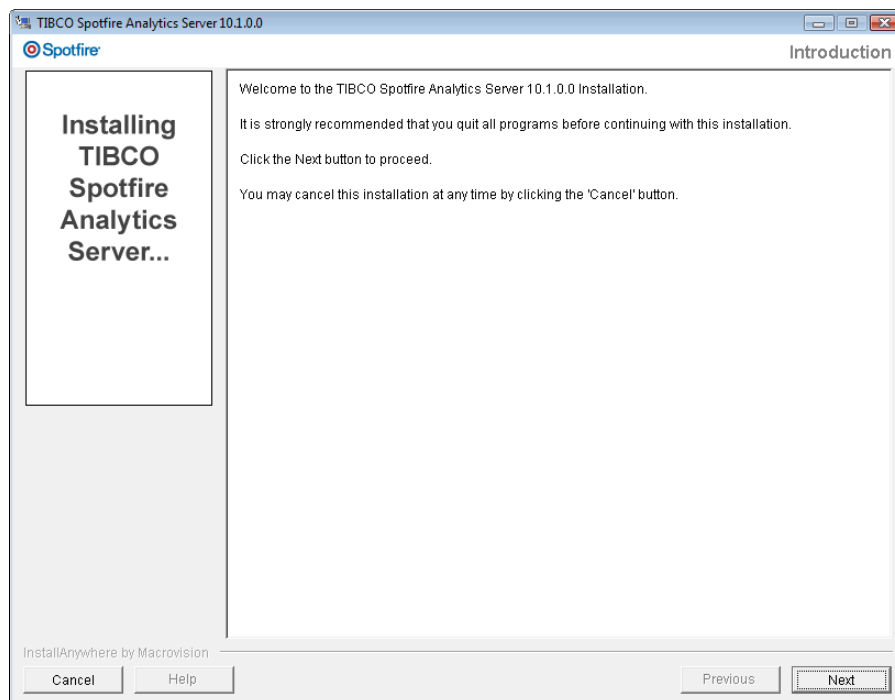 TIBCO Spotfire Analytics Server 10.1.0.0
Spotfire
Introduction
Installing
TIBCO
Spotfire
Analytics
Server...
Welcome to the TIBCO Spotfire Analytics Server 10.1.0.0 Installation.
It is strongly recommended that you quit all programs before continuing with this installation.
Click the Next button to proceed.
You may cancel this installation at any time by clicking the 'Cancel' button.
InstallAnywhere by Macrovision
Cancel Help Previous Next